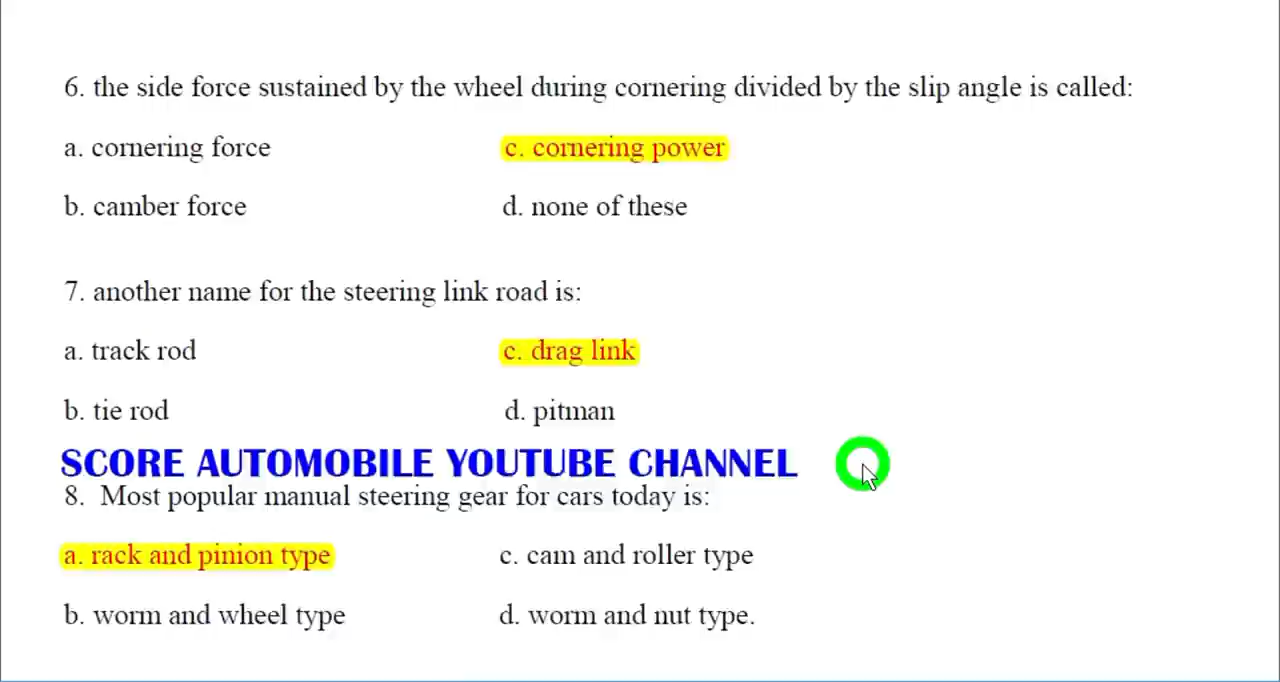 6. the side force sustained by the wheel during cornering divided by the slip angle is called:
a. cornering force c. cornering power
b. camber force d. none of these
7. another name for the steering link road is:
a. track rod c. drag link
b. tie rod d. pitman
SCORE AUTOMOBILE YOUTUBE CHANNEL
8. Most popular manual steering gear for cars today is:
a. rack and pinion type c. cam and roller type
b. worm and wheel type d. worm and nut type.